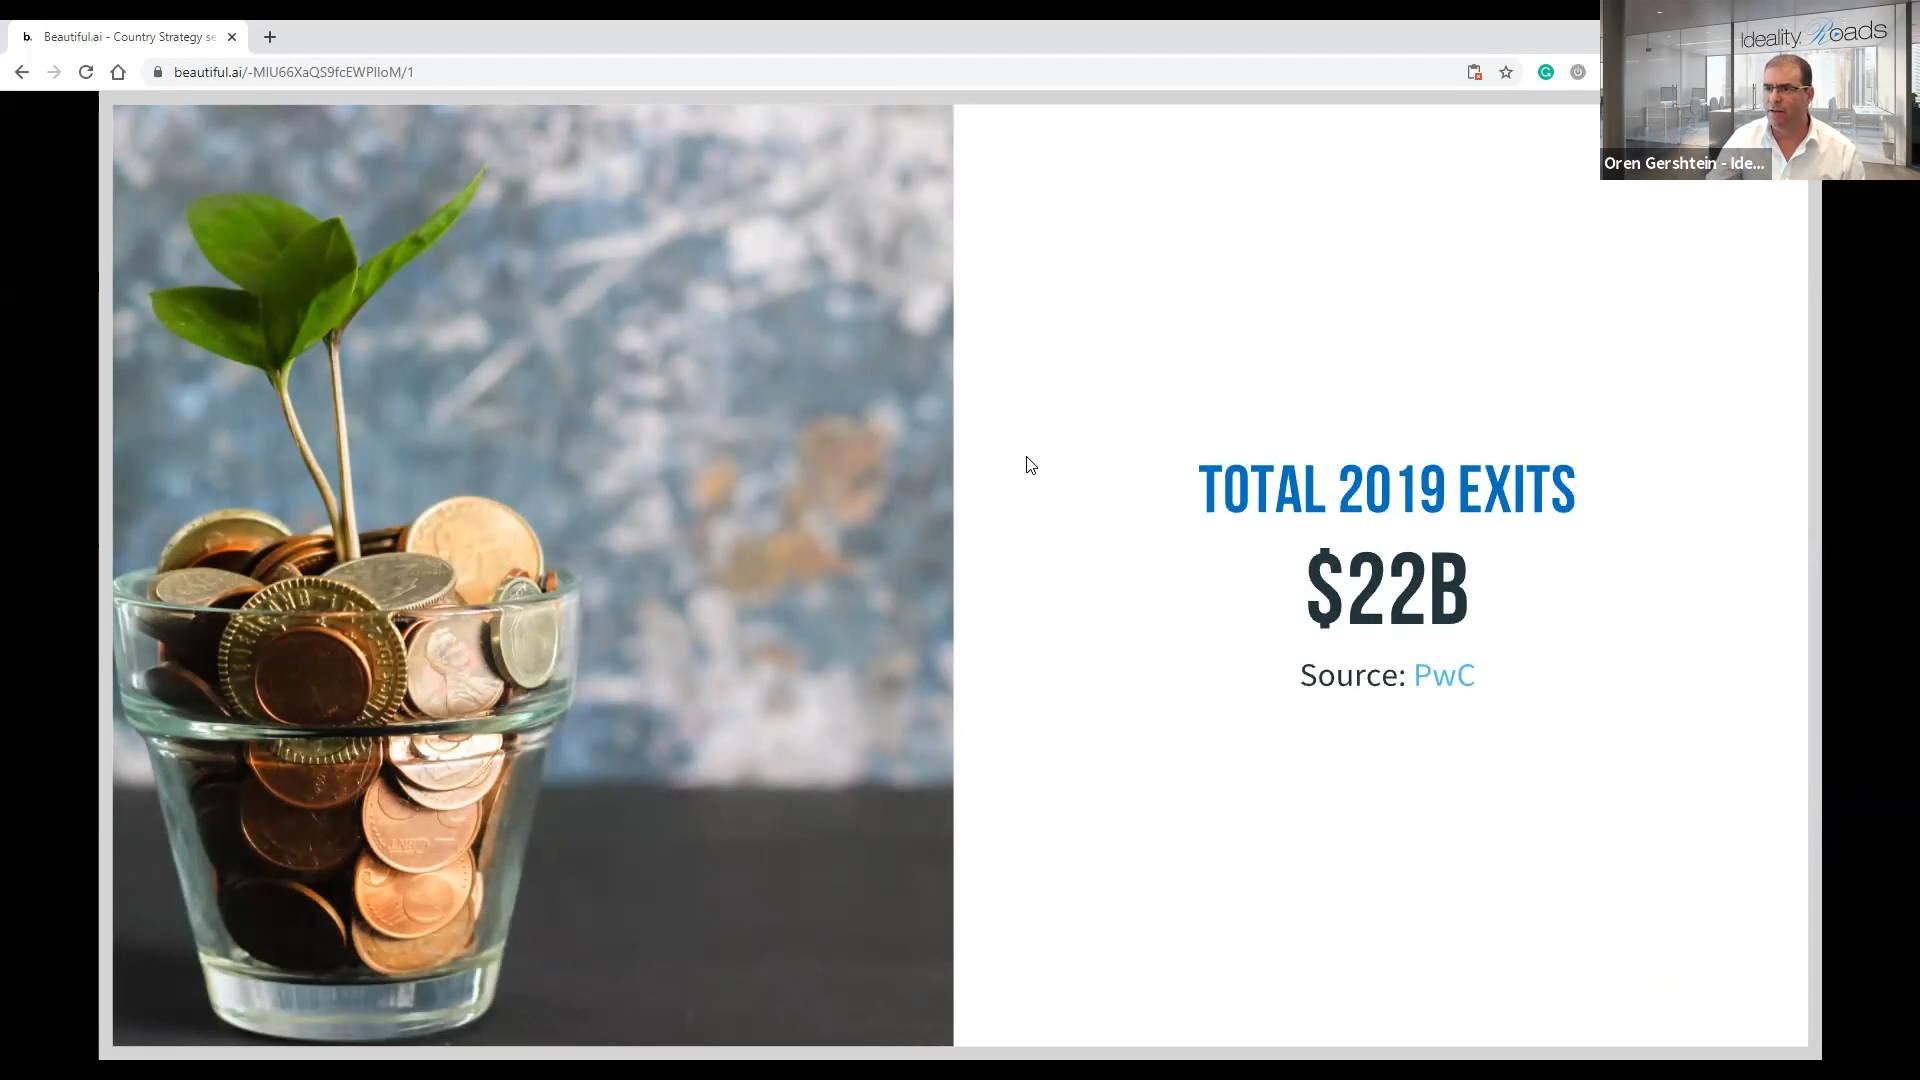 b. Beautiful.ai - Country Strategy se
beautiful.ai/-MIU66XaQS9fcEWPIIoM/1
Ideality Roads
Oren Gershtein - Ide...
TOTAL 2019 EXITS
$22B
Source: PwC